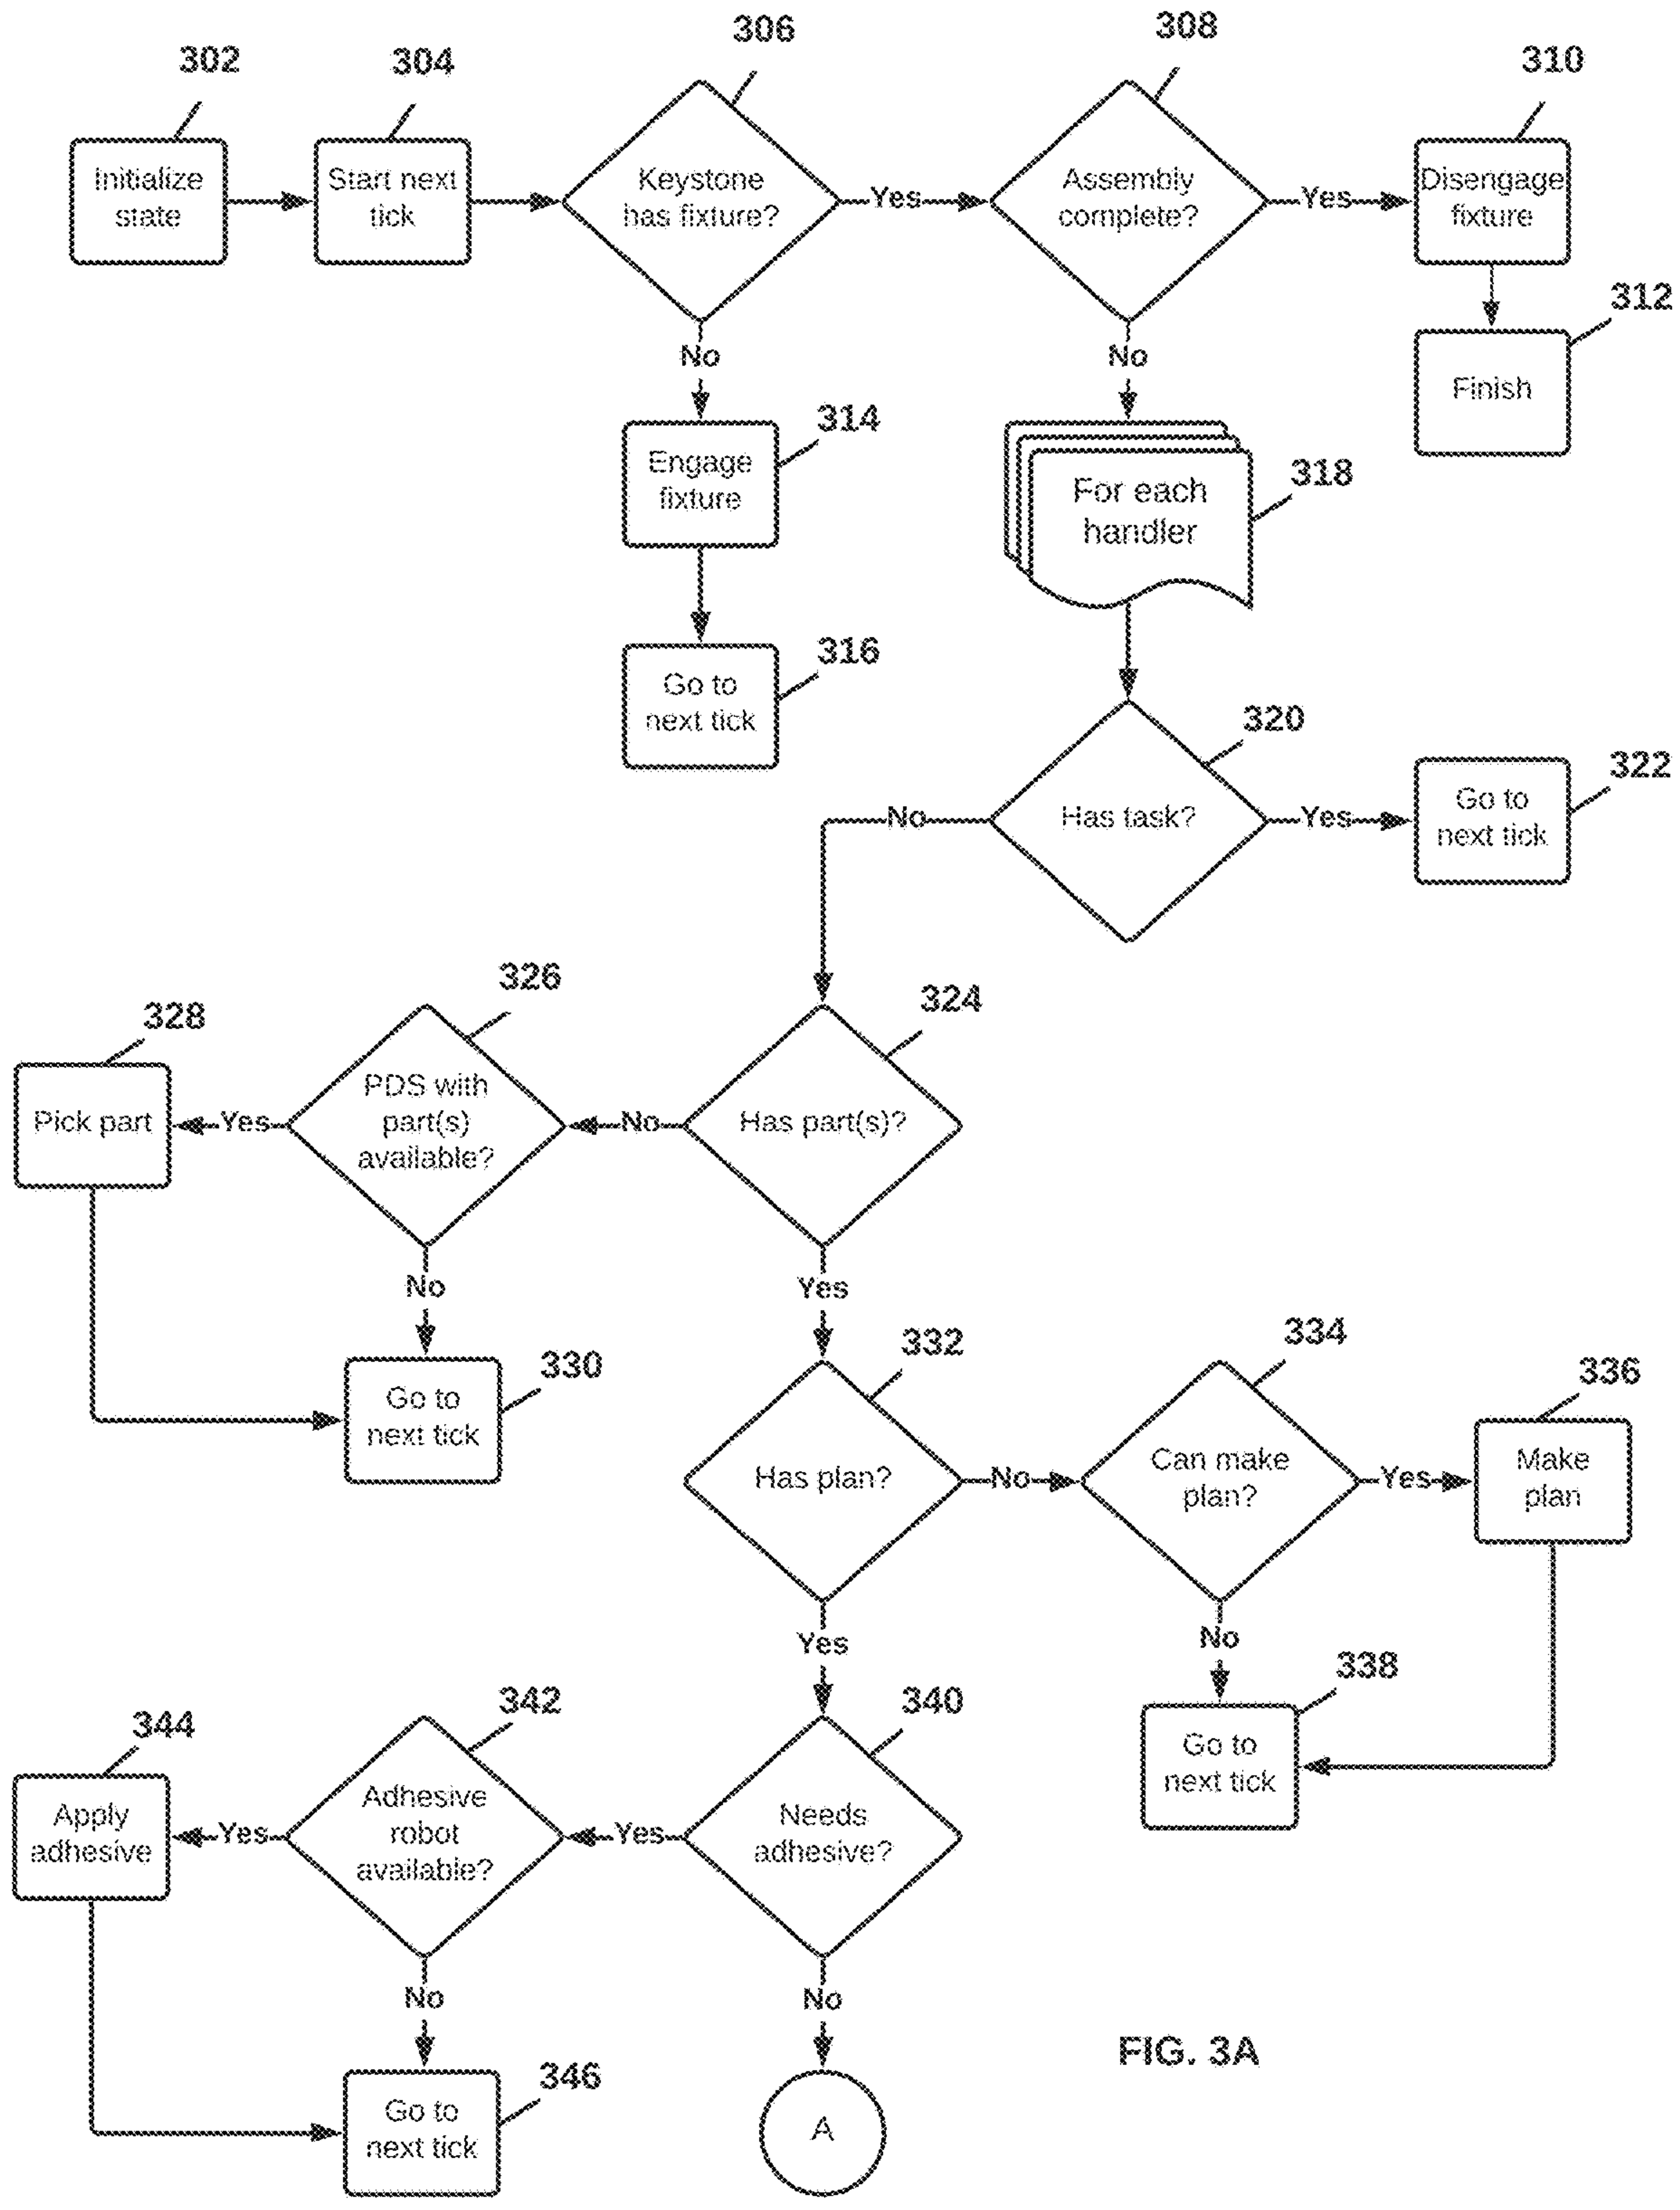 306
308
302
304
310
Initialize
state
Start next
tick
Keystone
has fixture?
Yes
Assembly
complete?
Yes
Disengage
fixture
312
No
No
Finish
314
Engage
fixture
318
For each
handler
316
Go to
next tick
320
322
No
Has task?
Yes
Go to
next tick
326
324
328
Pick part
Yes
PDS with
part(s)
available?
No
Has part(s)?
No
Yes
332
334
330
336
Go to
next tick
Has plan?
No
Can make
plan?
Yes
Make
plan
Yes
No
338
342
340
344
Go to
next tick
Apply
adhesive
Yes
Adhesive
robot
available?
Yes
Needs
adhesive?
No
No
FIG. 3A
346
Go to
next tick
A